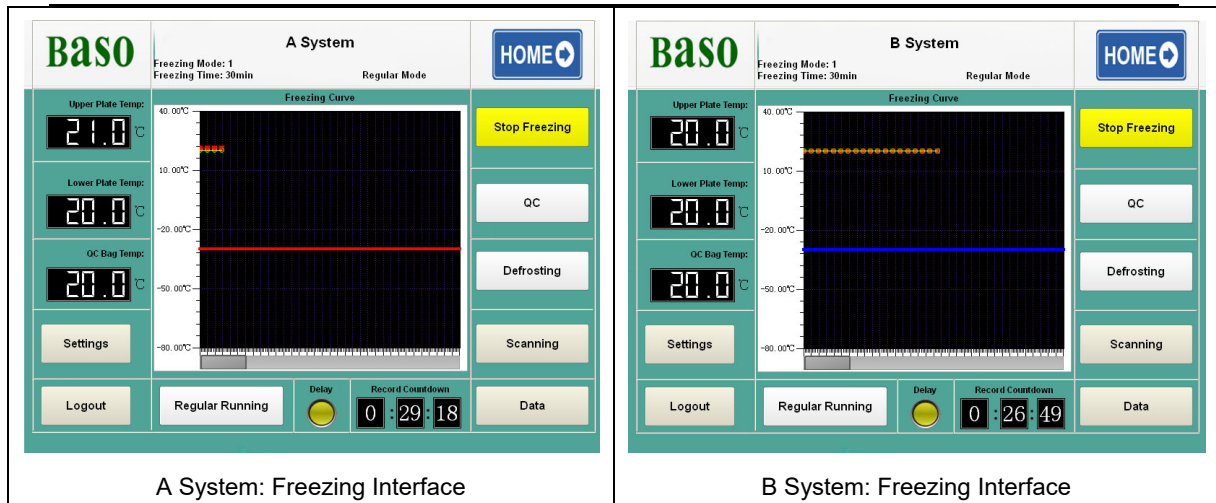 Baso
A System
Freezing Mode: 1
Freezing Time: 30min
Regular Mode
HOME
Upper Plate Temp:
21.0 ℃
Lower Plate Temp:
20.0 ℃
QC Bag Temp:
20.0 ℃
Settings
Logout
Freezing Curve
40.00℃
10.00℃
-20.00℃
-50.00℃
-80.00℃
Stop Freezing
QC
Defrosting
Scanning
Data
Regular Running
Delay
Record Countdown
0 : 29 : 18
A System: Freezing Interface
Baso
B System
Freezing Mode: 1
Freezing Time: 30min
Regular Mode
HOME
Upper Plate Temp:
20.0 ℃
Lower Plate Temp:
20.0 ℃
QC Bag Temp:
20.0 ℃
Settings
Logout
Freezing Curve
40.00℃
10.00℃
-20.00℃
-50.00℃
-80.00℃
Stop Freezing
QC
Defrosting
Scanning
Data
Regular Running
Delay
Record Countdown
0 : 26 : 49
B System: Freezing Interface